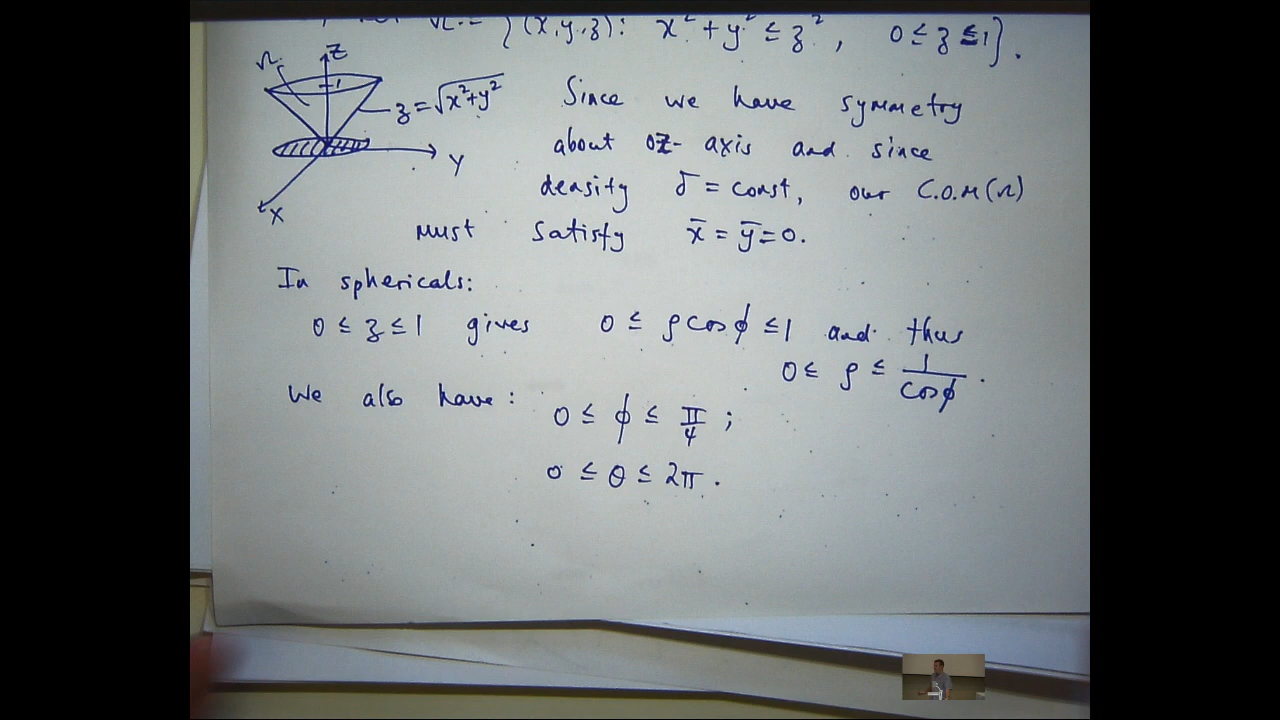 Ω := {(x,y,z): x² + y² ≤ z², 0 ≤ z ≤ 1}.
Ω
Z
1
z = √(x²+y²)
Y
X
Since we have symmetry
about OZ- axis and since
density δ = const, our C.O.M(Ω)
must satisfy x̄ = ȳ = 0.
In sphericals:
0 ≤ z ≤ 1 gives 0 ≤ ρ cos ϕ ≤ 1 and thus
0 ≤ ρ ≤ 1/cos ϕ.
We also have: 0 ≤ ϕ ≤ π/4;
0 ≤ θ ≤ 2π.